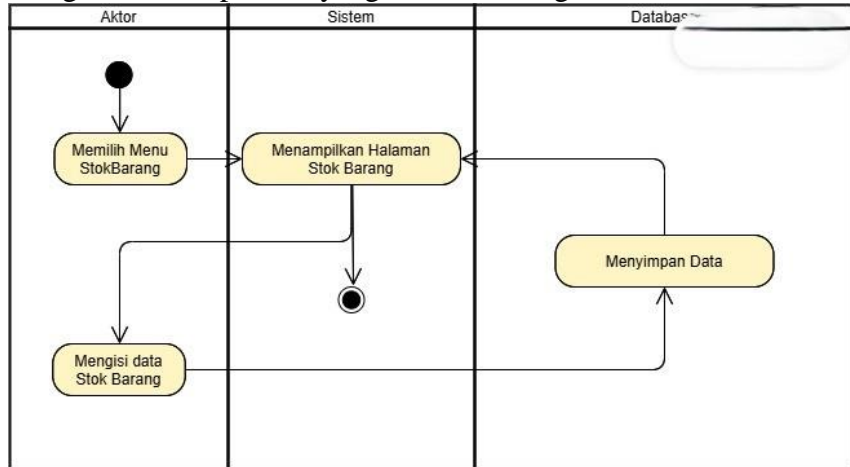 Aktor
Sistem
Memilih Menu
StokBarang
Menampilkan Halaman
Stok Barang
Menyimpan Data
Mengisi data
Stok Barang